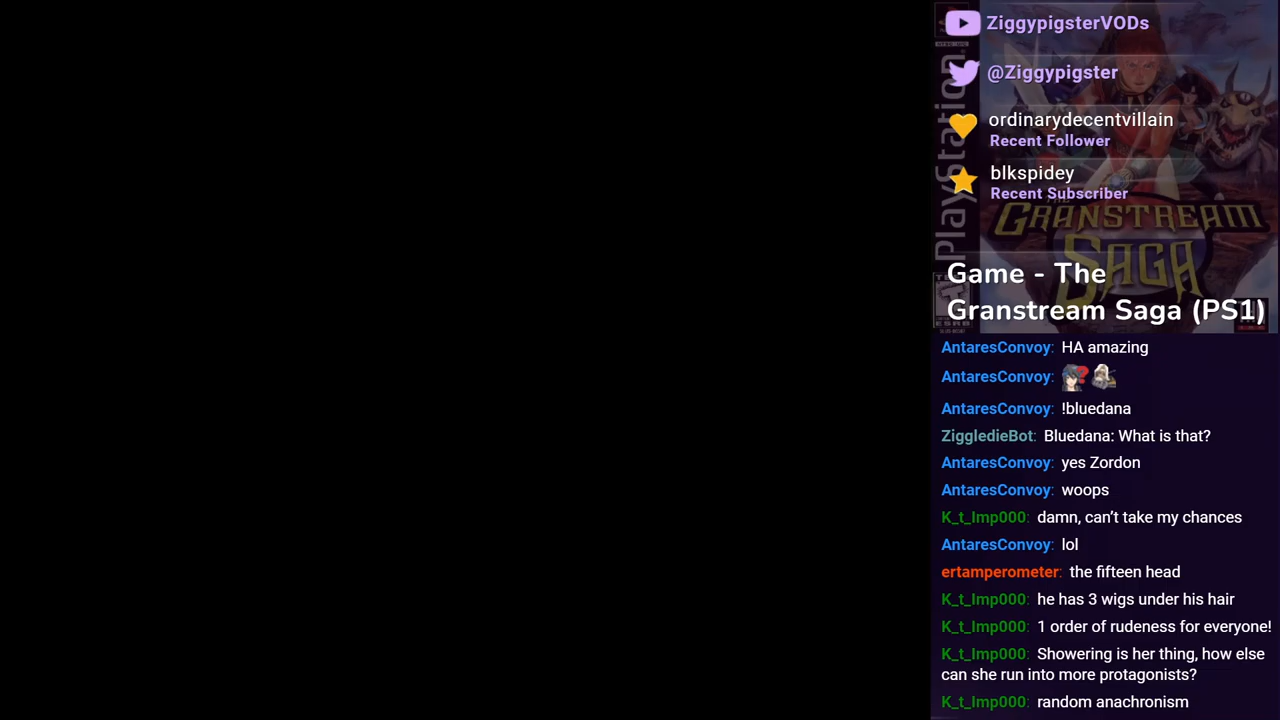 ZiggypigsterVODs
@Ziggypigster
ordinarydecentvillain
Recent Follower
blkspidey
Recent Subscriber
PlayStation
GRANSTREAM
SAGA
Game - The
Granstream Saga (PS1)
AntaresConvoy: HA amazing
AntaresConvoy:
AntaresConvoy: !bluedana
ZiggledieBot: Bluedana: What is that?
AntaresConvoy: yes Zordon
AntaresConvoy: woops
K_t_Imp000: damn, can't take my chances
AntaresConvoy: lol
ertamperometer: the fifteen head
K_t_Imp000: he has 3 wigs under his hair
K_t_Imp000: 1 order of rudeness for everyone!
K_t_Imp000: Showering is her thing, how else
can she run into more protagonists?
K_t_Imp000: random anachronism